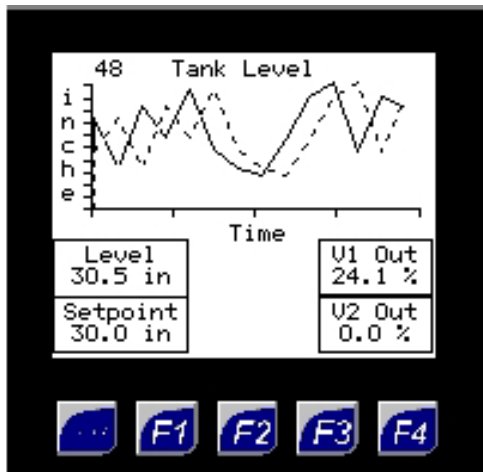 48 Tank Level
inche
Time
Level
30.5 in
V1 Out
24.1 %
Setpoint
30.0 in
V2 Out
0.0 %
... F1 F2 F3 F4